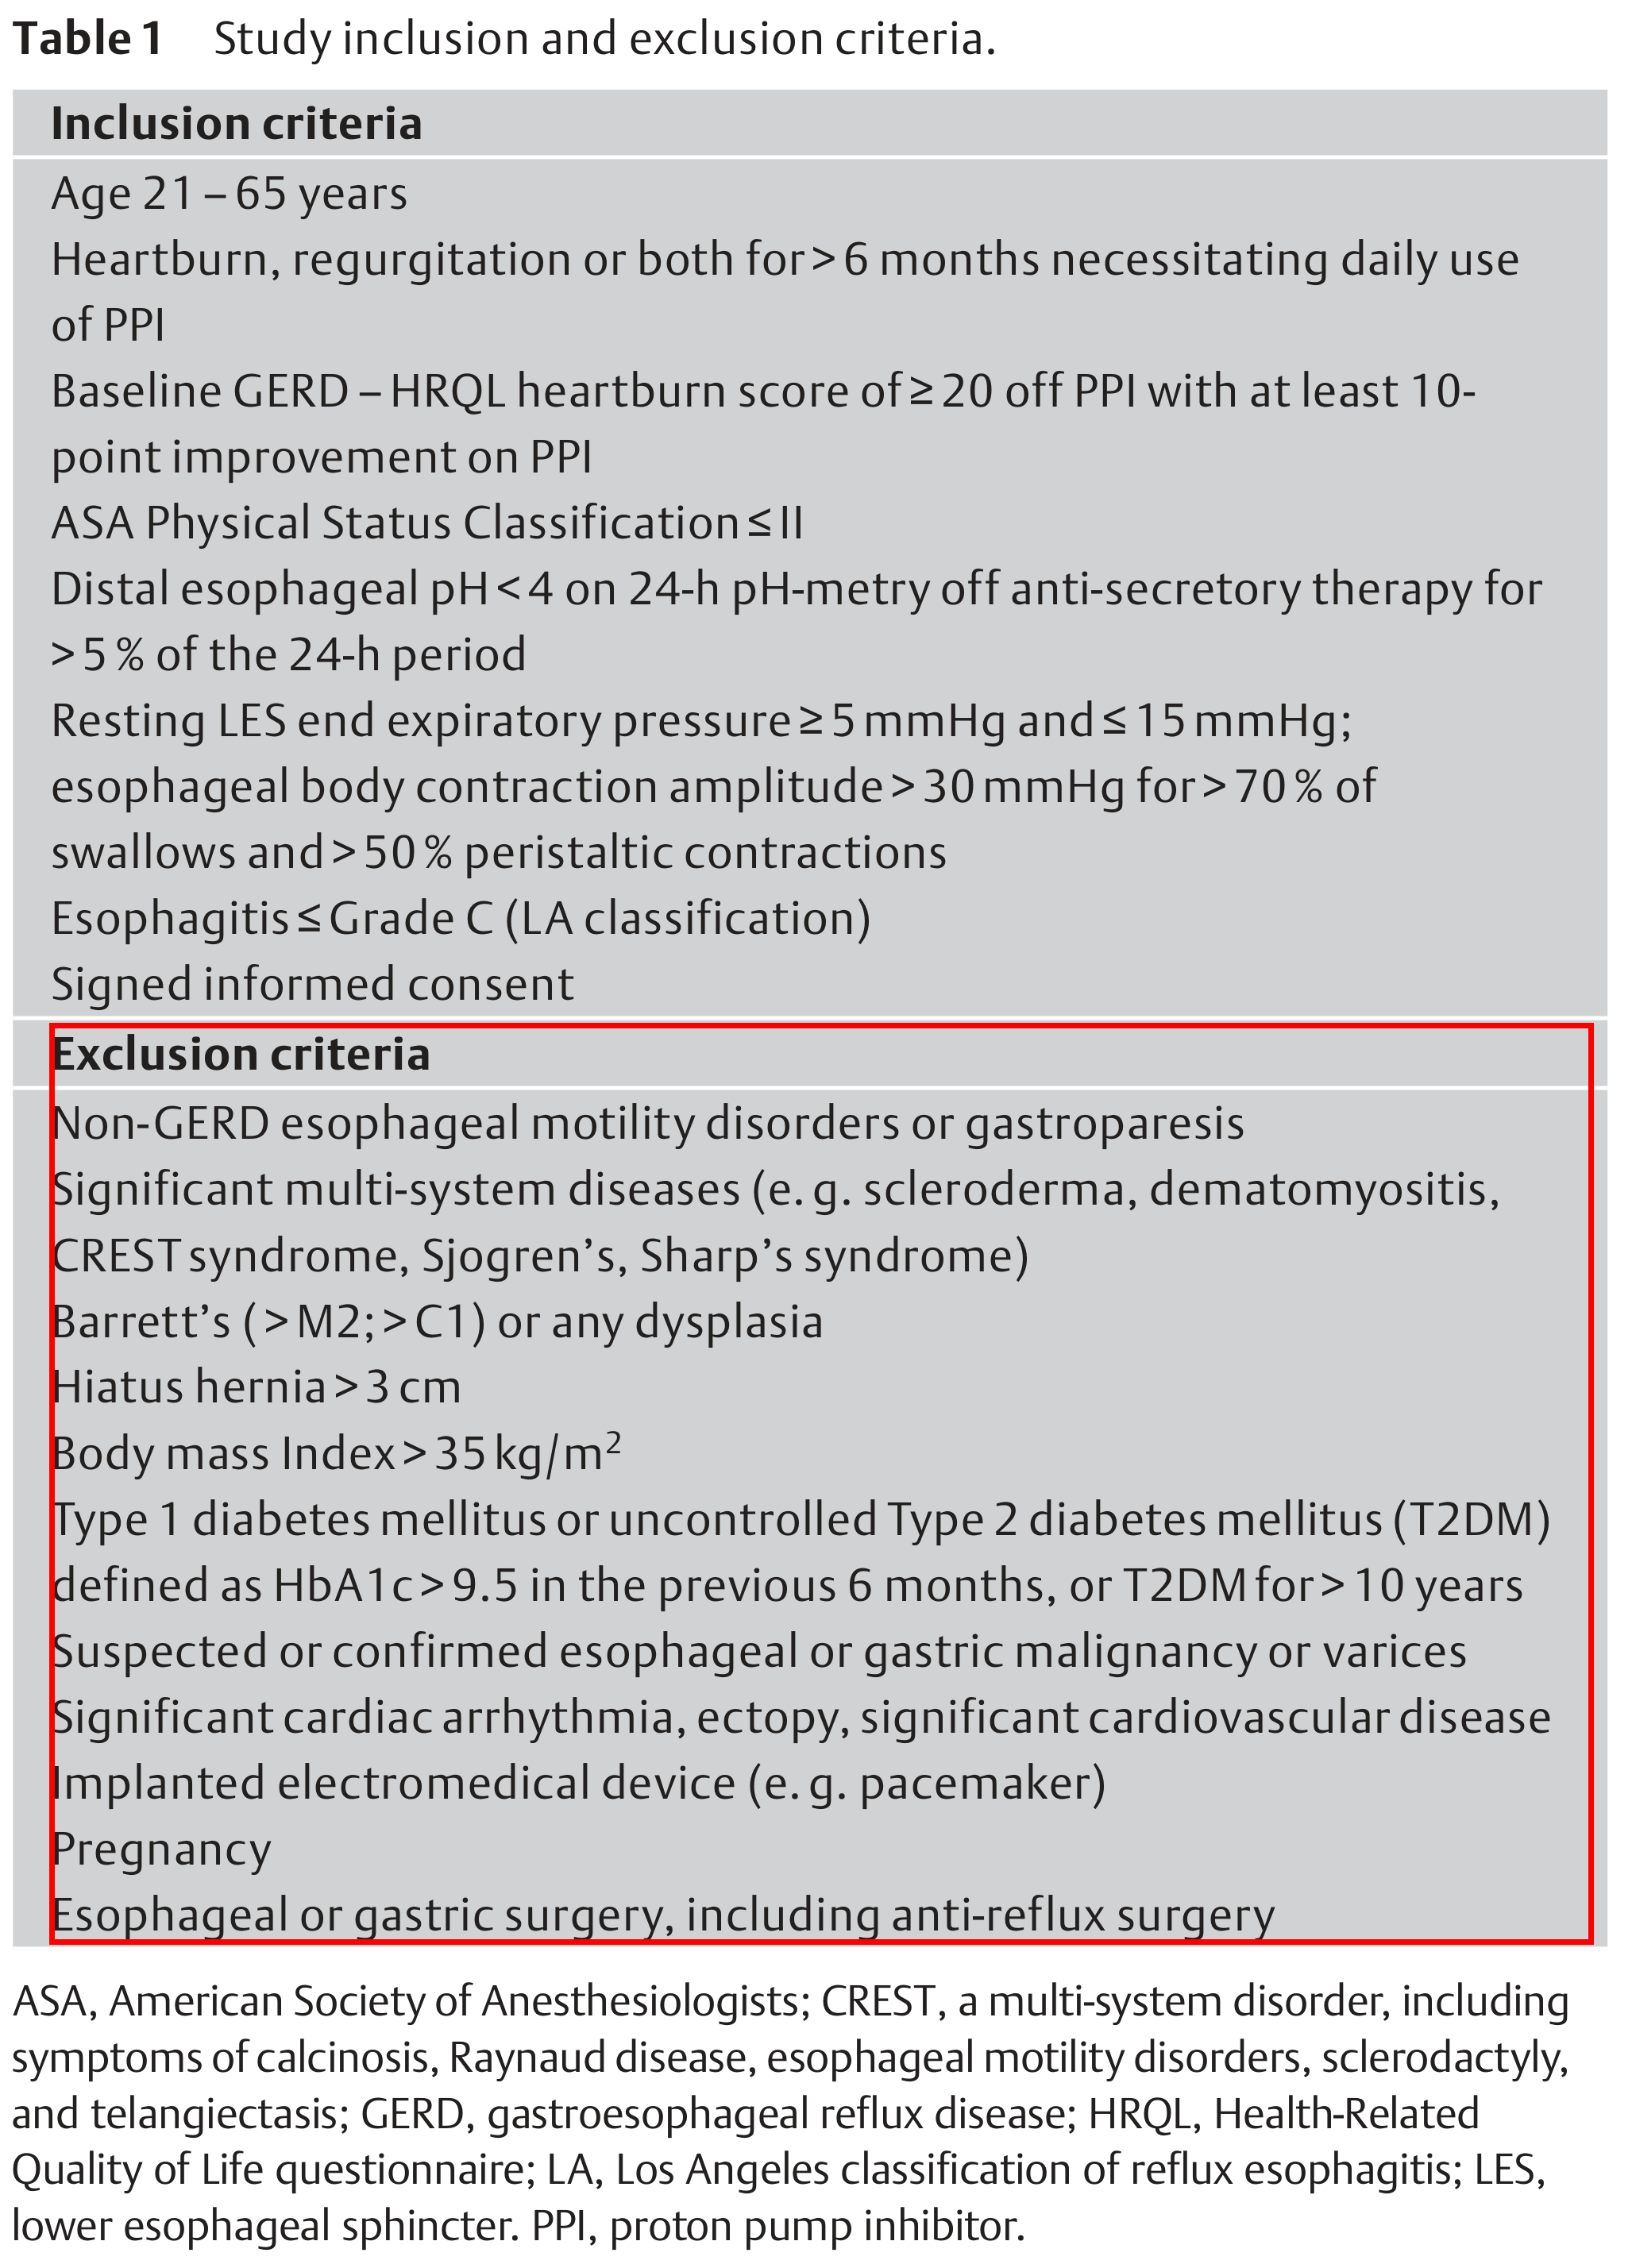 Table 1 Study inclusion and exclusion criteria.
Inclusion criteria
Age 21 – 65 years
Heartburn, regurgitation or both for > 6 months necessitating daily use
of PPI
Baseline GERD – HRQL heartburn score of ≥ 20 off PPI with at least 10-
point improvement on PPI
ASA Physical Status Classification ≤ II
Distal esophageal pH < 4 on 24-h pH-metry off anti-secretory therapy for
> 5 % of the 24-h period
Resting LES end expiratory pressure ≥ 5 mmHg and ≤ 15 mmHg;
esophageal body contraction amplitude > 30 mmHg for > 70 % of
swallows and > 50 % peristaltic contractions
Esophagitis ≤ Grade C (LA classification)
Signed informed consent
Exclusion criteria
Non-GERD esophageal motility disorders or gastroparesis
Significant multi-system diseases (e. g. scleroderma, dematomyositis,
CREST syndrome, Sjogren’s, Sharp’s syndrome)
Barrett’s ( > M2; > C1) or any dysplasia
Hiatus hernia > 3 cm
Body mass Index > 35 kg/m²
Type 1 diabetes mellitus or uncontrolled Type 2 diabetes mellitus (T2DM)
defined as HbA1c > 9.5 in the previous 6 months, or T2DM for > 10 years
Suspected or confirmed esophageal or gastric malignancy or varices
Significant cardiac arrhythmia, ectopy, significant cardiovascular disease
Implanted electromedical device (e. g. pacemaker)
Pregnancy
Esophageal or gastric surgery, including anti-reflux surgery
ASA, American Society of Anesthesiologists; CREST, a multi-system disorder, including
symptoms of calcinosis, Raynaud disease, esophageal motility disorders, sclerodactyly,
and telangiectasis; GERD, gastroesophageal reflux disease; HRQL, Health-Related
Quality of Life questionnaire; LA, Los Angeles classification of reflux esophagitis; LES,
lower esophageal sphincter. PPI, proton pump inhibitor.